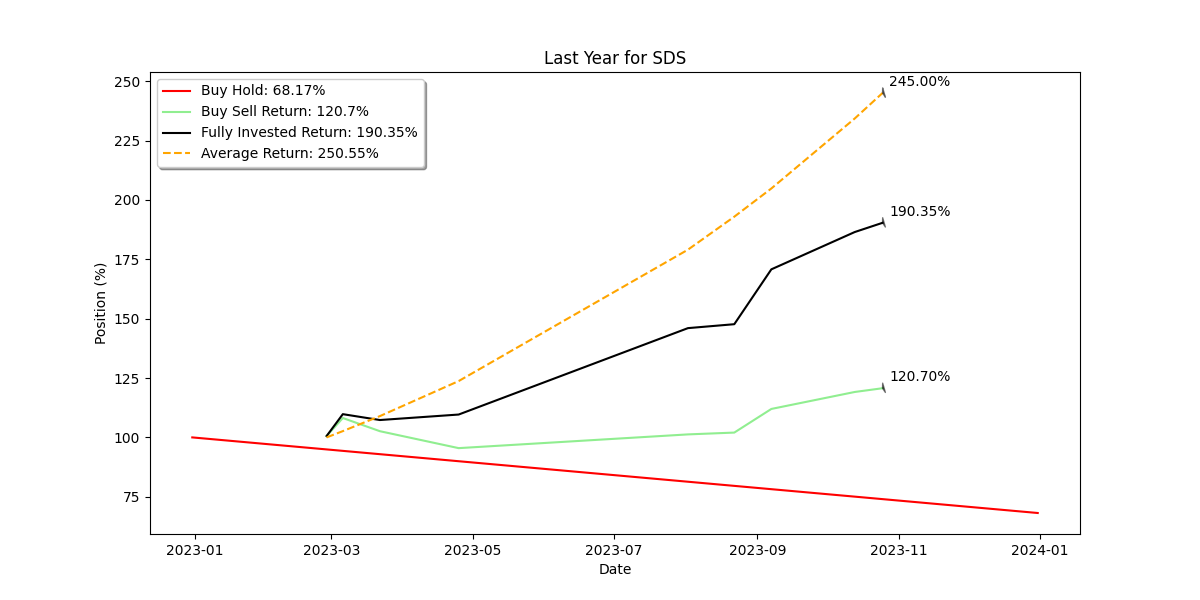 Last Year for SDS
Buy Hold: 68.17%
Buy Sell Return: 120.7%
Fully Invested Return: 190.35%
Average Return: 250.55%
245.00%
190.35%
120.70%
Position (%)
250
225
200
175
150
125
100
75
2023-01
2023-03
2023-05
2023-07
2023-09
2023-11
2024-01
Date